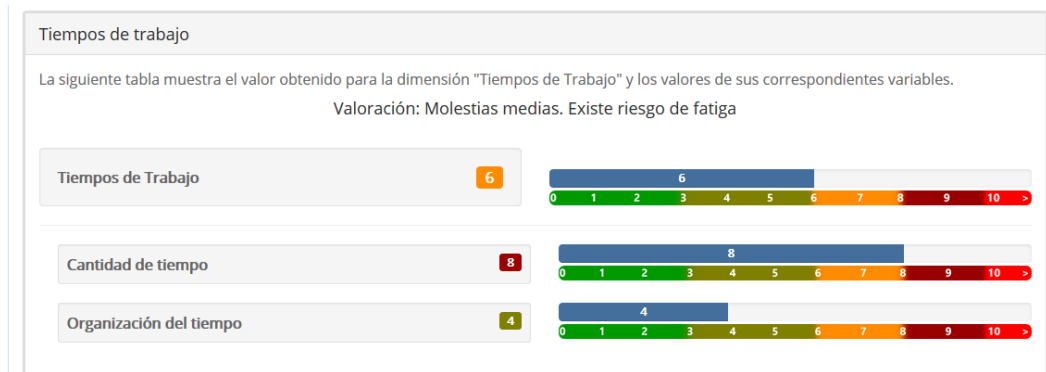 Tiempos de trabajo
La siguiente tabla muestra el valor obtenido para la dimensión "Tiempos de Trabajo" y los valores de sus correspondientes variables.
Valoración: Molestias medias. Existe riesgo de fatiga
Tiempos de Trabajo 6 6
0 1 2 3 4 5 6 7 8 9 10 >
Cantidad de tiempo 8 8
0 1 2 3 4 5 6 7 8 9 10 >
Organización del tiempo 4 4
0 1 2 3 4 5 6 7 8 9 10 >